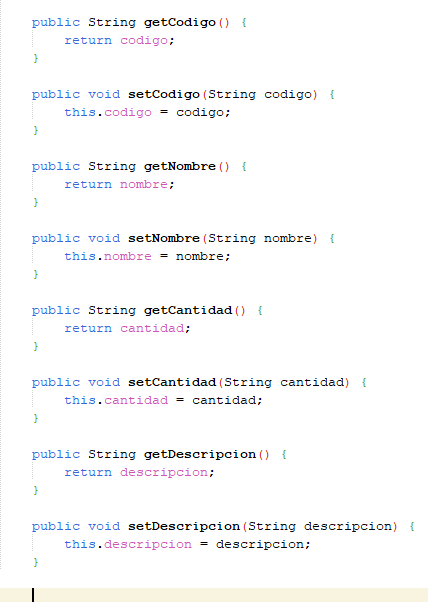 public String getCodigo() {
return codigo;
}
public void setCodigo(String codigo) {
this.codigo = codigo;
}
public String getNombre() {
return nombre;
}
public void setNombre(String nombre) {
this.nombre = nombre;
}
public String getCantidad() {
return cantidad;
}
public void setCantidad(String cantidad) {
this.cantidad = cantidad;
}
public String getDescripcion() {
return descripcion;
}
public void setDescripcion(String descripcion) {
this.descripcion = descripcion;
}